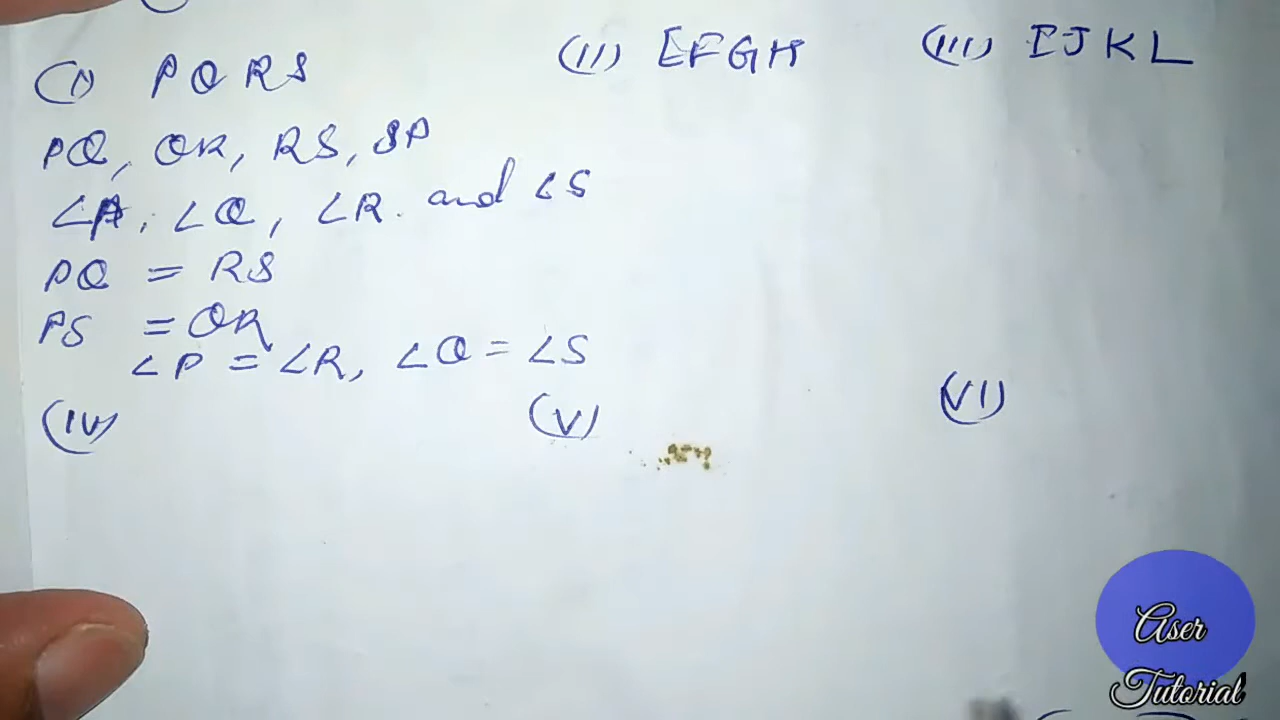 (I) PQRS (II) EFGH (III) IJKL
PQ, QR, RS, SP
∠P, ∠Q, ∠R. and ∠S
PQ = RS
PS = QR
∠P = ∠R, ∠Q = ∠S
(IV) (V) (VI)
Aser
Tutorial